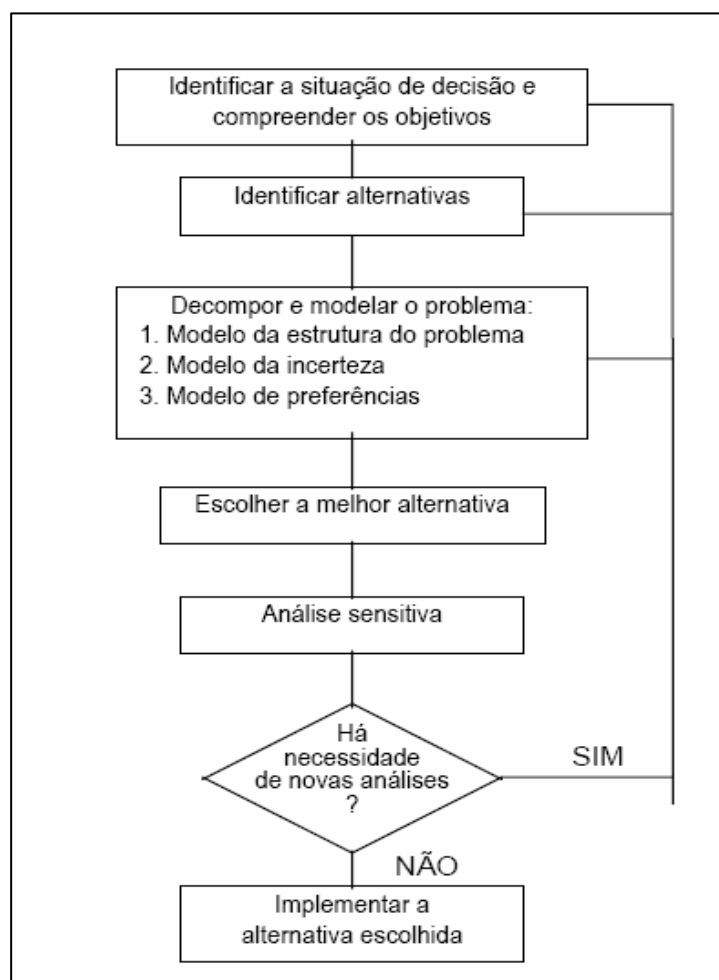 Identificar a situação de decisão e
compreender os objetivos
Identificar alternativas
Decompor e modelar o problema:
1. Modelo da estrutura do problema
2. Modelo da incerteza
3. Modelo de preferências
Escolher a melhor alternativa
Análise sensitiva
Há
necessidade
de novas análises
?
SIM
NÃO
Implementar a
alternativa escolhida